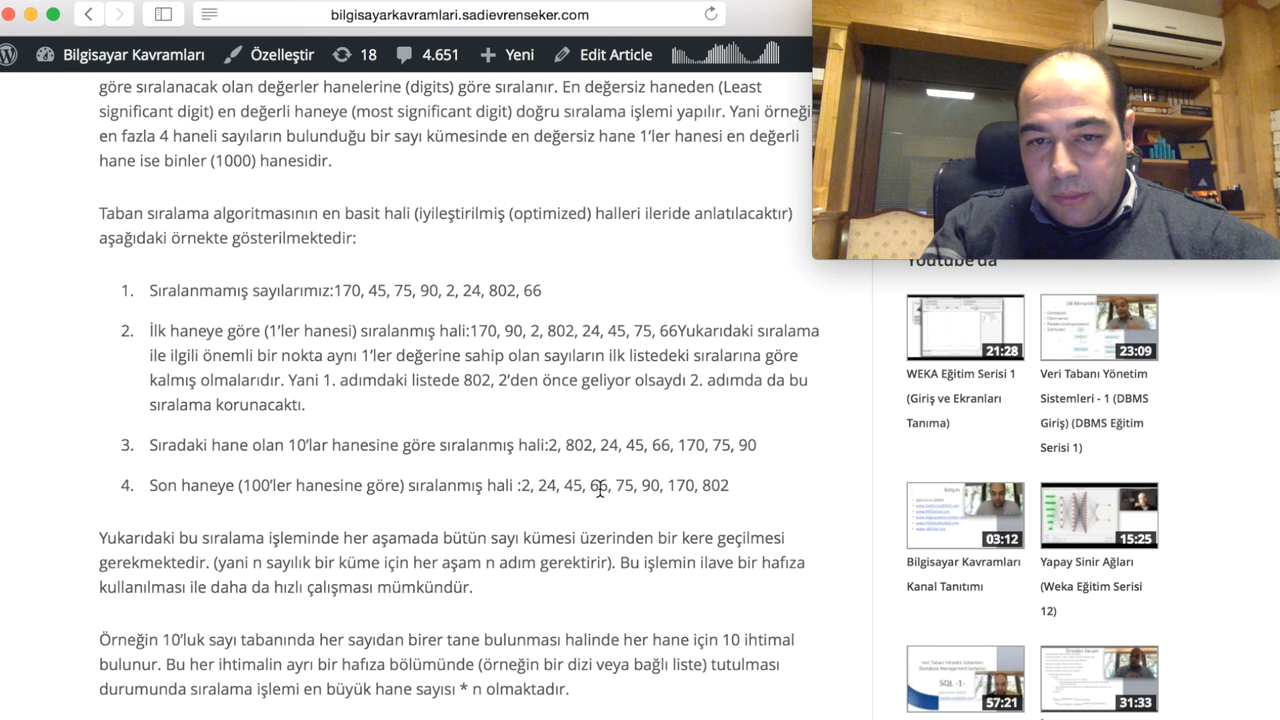 bilgisayarkavramlari.sadievrenseker.com
Bilgisayar Kavramları Özelleştir 18 4.651 Yeni Edit Article
göre sıralanacak olan değerler hanelerine (digits) göre sıralanır. En değersiz haneden (Least
significant digit) en değerli haneye (most significant digit) doğru sıralama işlemi yapılır. Yani örneği
en fazla 4 haneli sayıların bulunduğu bir sayı kümesinde en değersiz hane 1’ler hanesi en değerli
hane ise binler (1000) hanesidir.
Taban sıralama algoritmasının en basit hali (iyileştirilmiş (optimized) halleri ileride anlatılacaktır)
aşağıdaki örnekte gösterilmektedir:
1. Sıralanmamış sayılarımız:170, 45, 75, 90, 2, 24, 802, 66
2. İlk haneye göre (1’ler hanesi) sıralanmış hali:170, 90, 2, 802, 24, 45, 75, 66Yukarıdaki sıralama
ile ilgili önemli bir nokta aynı 1’ler değerine sahip olan sayıların ilk listedeki sıralarına göre
kalmış olmalarıdır. Yani 1. adımdaki listede 802, 2’den önce geliyor olsaydı 2. adımda da bu
sıralama korunacaktı.
3. Sıradaki hane olan 10’lar hanesine göre sıralanmış hali:2, 802, 24, 45, 66, 170, 75, 90
4. Son haneye (100’ler hanesine göre) sıralanmış hali :2, 24, 45, 66, 75, 90, 170, 802
Yukarıdaki bu sıralama işleminde her aşamada bütün sayı kümesi üzerinden bir kere geçilmesi
gerekmektedir. (yani n sayılık bir küme için her aşam n adım gerektirir). Bu işlemin ilave bir hafıza
kullanılması ile daha da hızlı çalışması mümkündür.
Örneğin 10’luk sayı tabanında her sayıdan birer tane bulunması halinde her hane için 10 ihtimal
bulunur. Bu her ihtimalin ayrı bir hafıza bölümünde (örneğin bir dizi veya bağlı liste) tutulması
durumunda sıralama işlemi en büyük hane sayısı * n olmaktadır.
Youtube'da
21:28
23:09
WEKA Eğitim Serisi 1
(Giriş ve Ekranları
Tanıma)
Veri Tabanı Yönetim
Sistemleri - 1 (DBMS
Giriş) (DBMS Eğitim
Serisi 1)
03:12
15:25
Bilgisayar Kavramları
Kanal Tanıtımı
Yapay Sinir Ağları
(Weka Eğitim Serisi
12)
SQL -1-
57:21
31:33